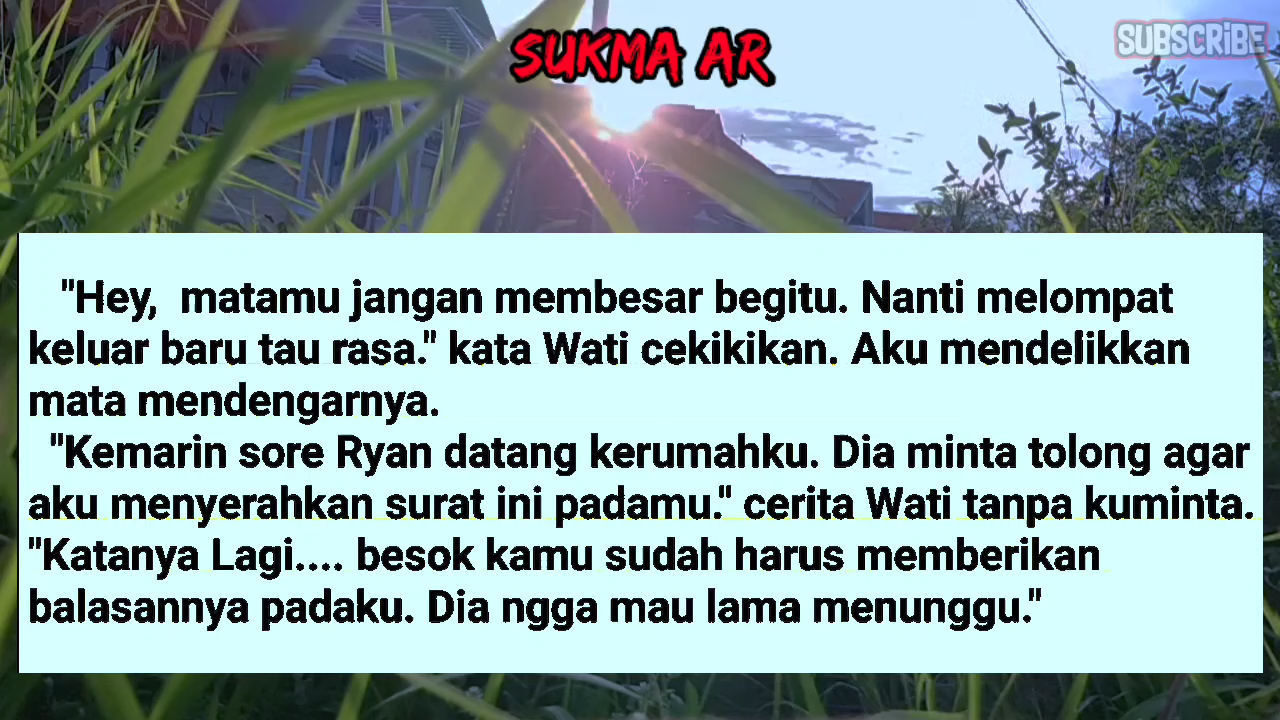 SUKMA AR
SUBSCRiBE
"Hey,  matamu jangan membesar begitu. Nanti melompat
keluar baru tau rasa." kata Wati cekikikan. Aku mendelikkan
mata mendengarnya.
"Kemarin sore Ryan datang kerumahku. Dia minta tolong agar
aku menyerahkan surat ini padamu." cerita Wati tanpa kuminta.
"Katanya Lagi.... besok kamu sudah harus memberikan
balasannya padaku. Dia ngga mau lama menunggu."